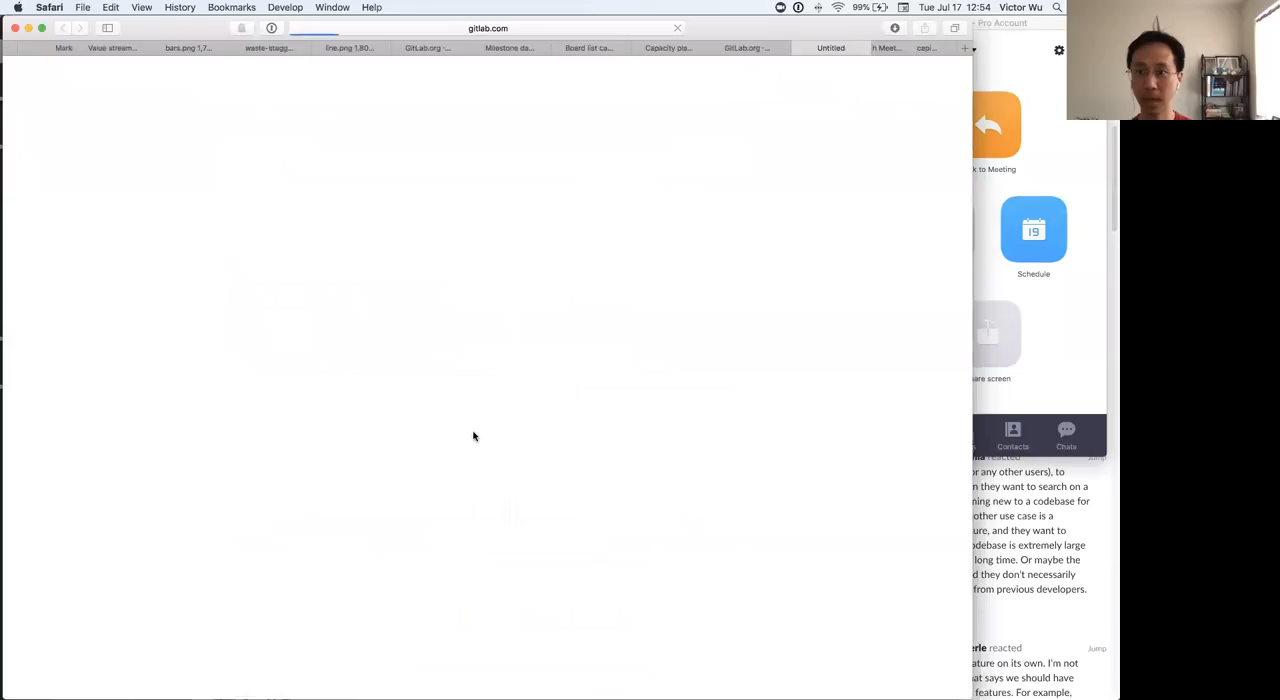 Safari File Edit View History Bookmarks Develop Window Help 99% Tue Jul 17 12:54 Victor Wu
gitlab.com
Pro Account
Mark Value stream... bars.png 1,7... waste-stagg... line.png 1,80... GitLab.org -... Milestone da... Board list ca... Capacity pla... GitLab.org -... Untitled h Meet... cepi...
k to Meeting
19
Schedule
are screen
Contacts Chats
reacted Jump
or any other users), to
n they want to search on a
ming new to a codebase for
other use case is a
ure, and they want to
odebase is extremely large
long time. Or maybe the
d they don't necessarily
from previous developers.
erle reacted Jump
ature on its own. I'm not
at says we should have
features. For example,